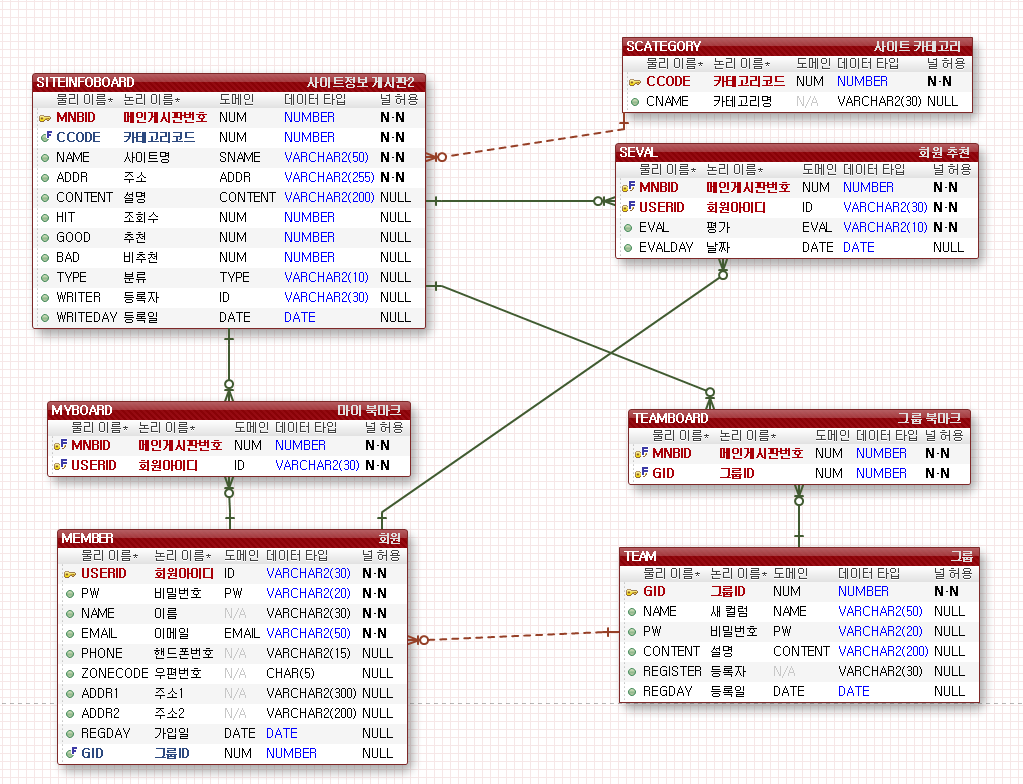 SITEINFOBOARD 사이트정보 게시판2
물리 이름* 논리 이름* 도메인 데이터 타입 널 허용
MNBID 메인게시판번호 NUM NUMBER N·N
CCODE 카테고리코드 NUM NUMBER N·N
NAME 사이트명 SNAME VARCHAR2(50) N·N
ADDR 주소 ADDR VARCHAR2(255) N·N
CONTENT 설명 CONTENT VARCHAR2(200) NULL
HIT 조회수 NUM NUMBER NULL
GOOD 추천 NUM NUMBER NULL
BAD 비추천 NUM NUMBER NULL
TYPE 분류 TYPE VARCHAR2(10) NULL
WRITER 등록자 ID VARCHAR2(30) NULL
WRITEDAY 등록일 DATE DATE NULL
SCATEGORY 사이트 카테고리
물리 이름* 논리 이름* 도메인 데이터 타입 널 허용
CCODE 카테고리코드 NUM NUMBER N·N
CNAME 카테고리명 N/A VARCHAR2(30) NULL
SEVAL 회원 추천
물리 이름* 논리 이름* 도메인 데이터 타입 널 허용
MNBID 메인게시판번호 NUM NUMBER N·N
USERID 회원아이디 ID VARCHAR2(30) N·N
EVAL 평가 EVAL VARCHAR2(10) N·N
EVALDAY 날짜 DATE DATE NULL
MYBOARD 마이 북마크
물리 이름* 논리 이름* 도메인 데이터 타입 널 허용
MNBID 메인게시판번호 NUM NUMBER N·N
USERID 회원아이디 ID VARCHAR2(30) N·N
TEAMBOARD 그룹 북마크
물리 이름* 논리 이름* 도메인 데이터 타입 널 허용
MNBID 메인게시판번호 NUM NUMBER N·N
GID 그룹ID NUM NUMBER N·N
MEMBER 회원
물리 이름* 논리 이름* 도메인 데이터 타입 널 허용
USERID 회원아이디 ID VARCHAR2(30) N·N
PW 비밀번호 PW VARCHAR2(20) N·N
NAME 이름 N/A VARCHAR2(30) N·N
EMAIL 이메일 EMAIL VARCHAR2(50) N·N
PHONE 핸드폰번호 N/A VARCHAR2(15) NULL
ZONECODE 우편번호 N/A CHAR(5) NULL
ADDR1 주소1 N/A VARCHAR2(300) NULL
ADDR2 주소2 N/A VARCHAR2(200) NULL
REGDAY 가입일 DATE DATE NULL
GID 그룹ID NUM NUMBER NULL
TEAM 그룹
물리 이름* 논리 이름* 도메인 데이터 타입 널 허용
GID 그룹ID NUM NUMBER N·N
NAME 새 컬럼 NAME VARCHAR2(50) NULL
PW 비밀번호 PW VARCHAR2(20) NULL
CONTENT 설명 CONTENT VARCHAR2(200) NULL
REGISTER 등록자 N/A VARCHAR2(30) NULL
REGDAY 등록일 DATE DATE NULL